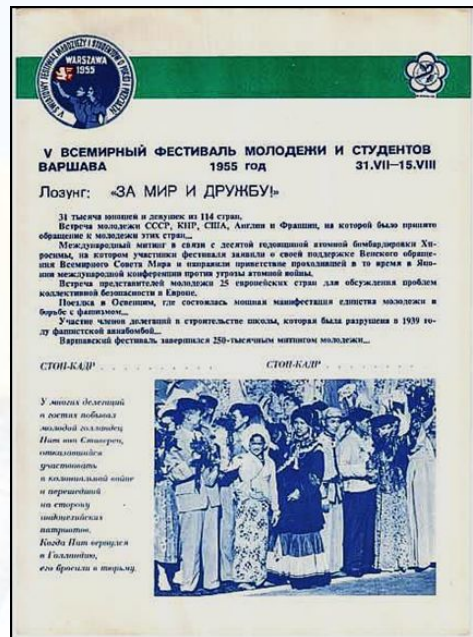 V ŚWIATOWY FESTIWAL MŁODZIEŻY I STUDENTÓW O POKÓJ I PRZYJAŹŃ
WARSZAWA
1955
V ВСЕМИРНЫЙ ФЕСТИВАЛЬ МОЛОДЕЖИ И СТУДЕНТОВ
ВАРШАВА 1955 год 31.VII—15.VIII
Лозунг: «ЗА МИР И ДРУЖБУ!»
31 тысяча юношей и девушек из 114 стран.
Встреча молодежи СССР, КНР, США, Англии и Франции, на которой было принято
обращение к молодежи этих стран...
Международный митинг в связи с десятой годовщиной атомной бомбардировки Хи-
росимы, на котором участники фестиваля заявили о своей поддержке Венского обраще-
ния Всемирного Совета Мира и направили приветствие проходившей в то время в Япо-
нии международной конференции против угрозы атомной войны.
Встреча представителей молодежи 25 европейских стран для обсуждения проблем
коллективной безопасности в Европе.
Поездка в Освенцим, где состоялась мощная манифестация единства молодежи в
борьбе с фашизмом...
Участие членов делегаций в строительстве школы, которая была разрушена в 1939 го-
ду фашистской авиабомбой...
Варшавский фестиваль завершился 250-тысячным митингом молодежи...
СТОП-КАДР . . . . . . . . . . СТОП-КАДР . . . . . . . . . .
У многих делегаций
в гостях побывал
молодой голландец
Пит ван Ставерен,
отказавшийся
участвовать
в колониальной войне
и перешедший
на сторону
индонезийских
патриотов.
Когда Пит вернулся
в Голландию,
его бросили в тюрьму.